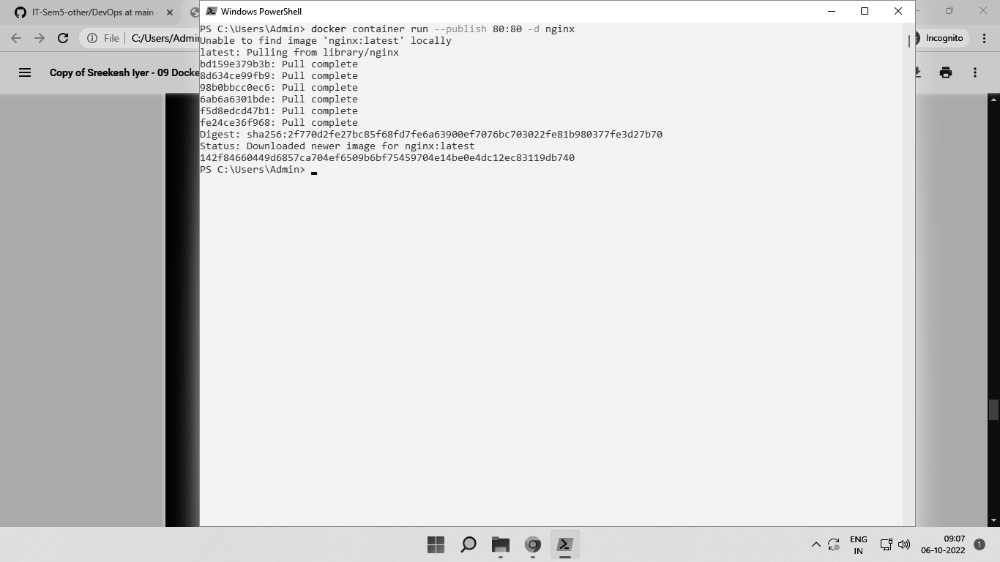 IT-Sem5-other/DevOps at main
Windows PowerShell
File
C:/Users/Admin
Incognito
Copy of Sreekesh Iyer - 09 Docke
PS C:\Users\Admin> docker container run --publish 80:80 -d nginx
Unable to find image 'nginx:latest' locally
latest: Pulling from library/nginx
bd159e379b3b: Pull complete
8d634ce99fb9: Pull complete
98b0bbcc0ec6: Pull complete
6ab6a6301bde: Pull complete
f5d8edcd47b1: Pull complete
fe24ce36f968: Pull complete
Digest: sha256:2f770d2fe27bc85f68fd7fe6a63900ef7076bc703022fe81b980377fe3d27b70
Status: Downloaded newer image for nginx:latest
142f84660449d6857ca704ef6509b6bf75459704e14be0e4dc12ec83119db740
PS C:\Users\Admin>
ENG
IN
09:07
06-10-2022
1